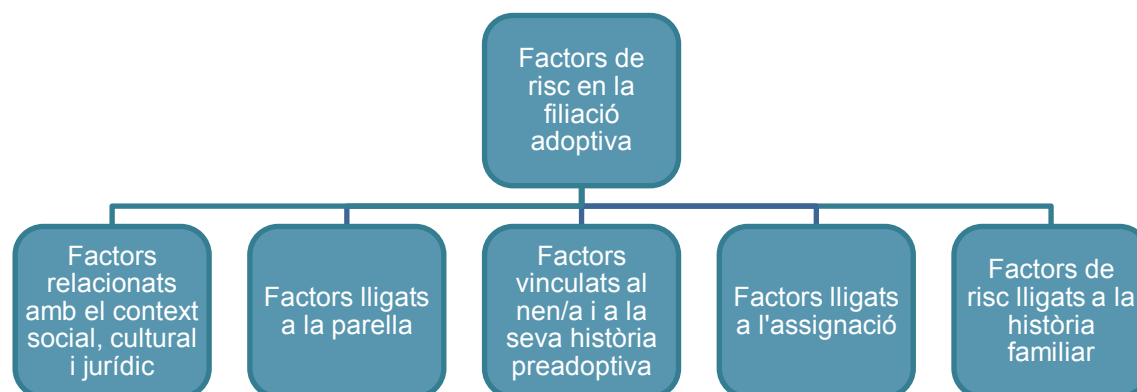 Factors de
risc en la
filiació
adoptiva
Factors
relacionats
amb el context
social, cultural
i jurídic
Factors lligats
a la parella
Factors
vinculats al
nen/a i a la
seva història
preadoptiva
Factors lligats
a l'assignació
Factors de
risc lligats a la
història
familiar